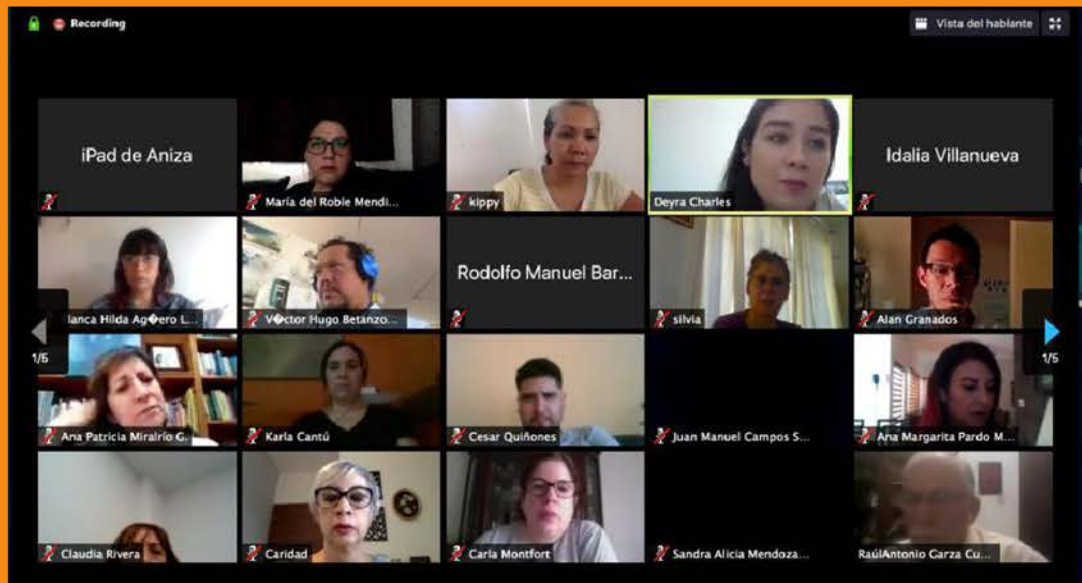 Recording
Vista del hablante
iPad de Aniza
María del Roble Mendi...
kippy
Deyra Charles
Idalia Villanueva
lanca Hilda Ag�ero L...
V�ctor Hugo Betanzo...
Rodolfo Manuel Bar...
silvia
Alan Granados
1/5
1/5
Ana Patricia Miralrío G.
Karla Cantú
Cesar Quiñones
Juan Manuel Campos S...
Ana Margarita Pardo M...
Claudia Rivera
Caridad
Carla Montfort
Sandra Alicia Mendoza...
RaúlAntonio Garza Cu...